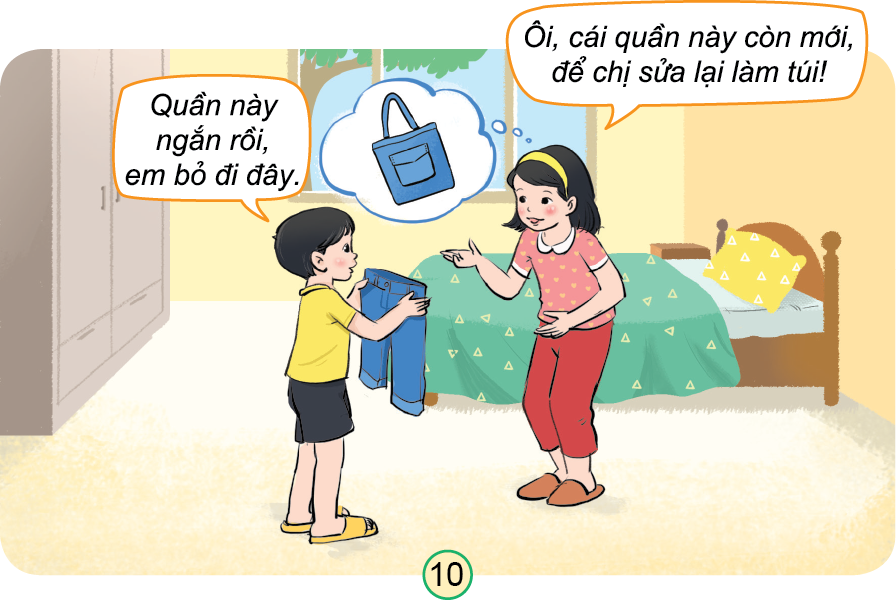 Quần này
ngắn rồi,
em bỏ đi đây.
Ôi, cái quần này còn mới,
để chị sửa lại làm túi!
10